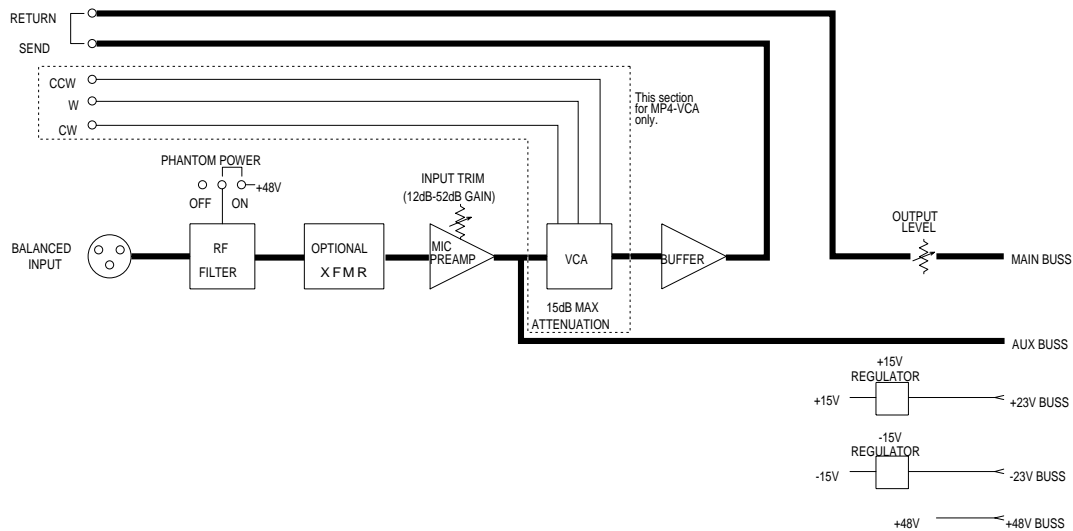 RETURN
SEND
CCW
W
CW
This section
for MP4-VCA
only.
PHANTOM POWER
+48V
OFF
ON
INPUT TRIM
(12dB-52dB GAIN)
BALANCED
INPUT
RF
FILTER
OPTIONAL
XFMR
MIC
PREAMP
VCA
BUFFER
15dB MAX
ATTENUATION
OUTPUT
LEVEL
MAIN BUSS
AUX BUSS
+15V
REGULATOR
+15V
+23V BUSS
-15V
REGULATOR
-15V
-23V BUSS
+48V
+48V BUSS